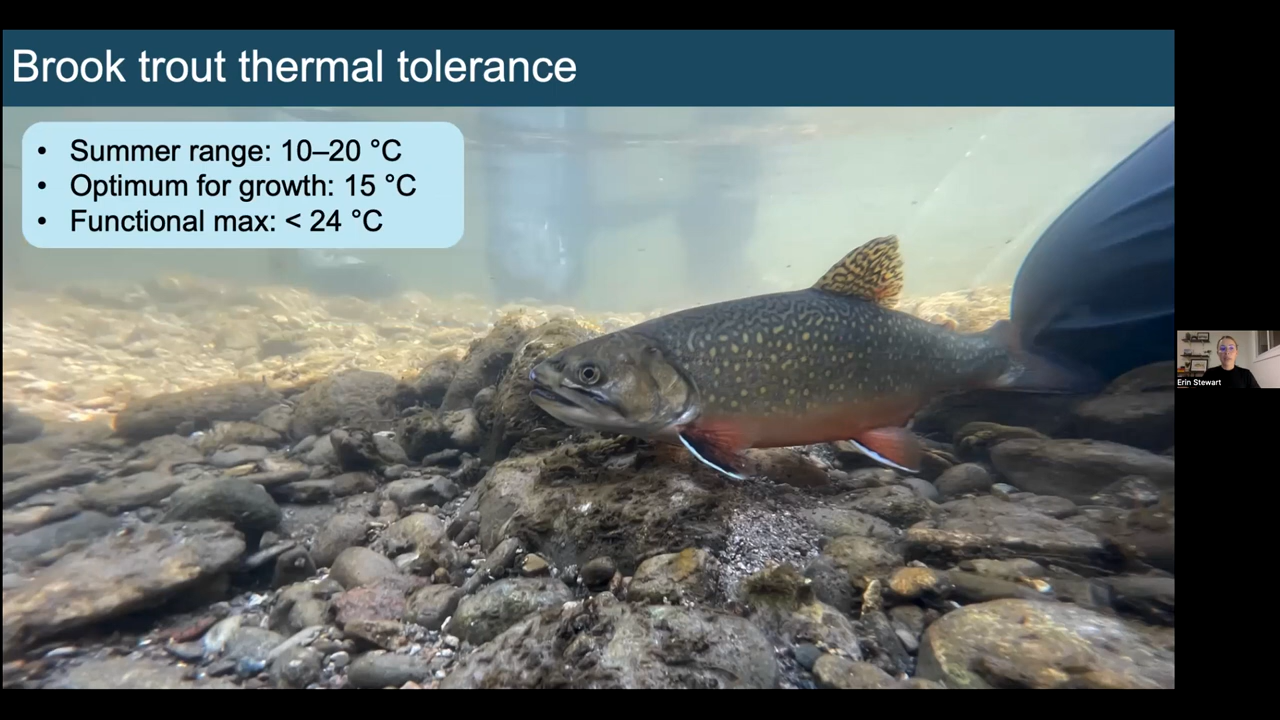 Brook trout thermal tolerance
• Summer range: 10–20 °C
• Optimum for growth: 15 °C
• Functional max: < 24 °C
Erin Stewart